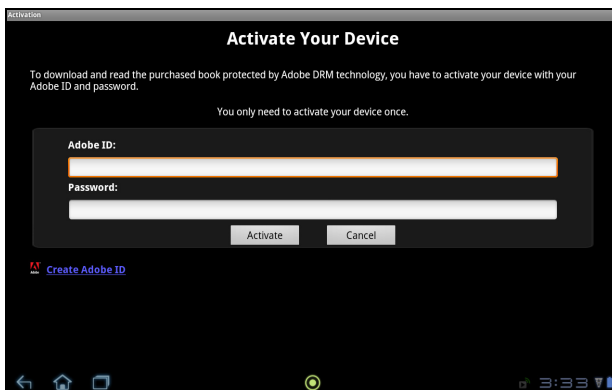 Activation
Activate Your Device
To download and read the purchased book protected by Adobe DRM technology, you have to activate your device with your
Adobe ID and password.
You only need to activate your device once.
Adobe ID:
Password:
Activate Cancel
Adobe
Create Adobe ID
3:33